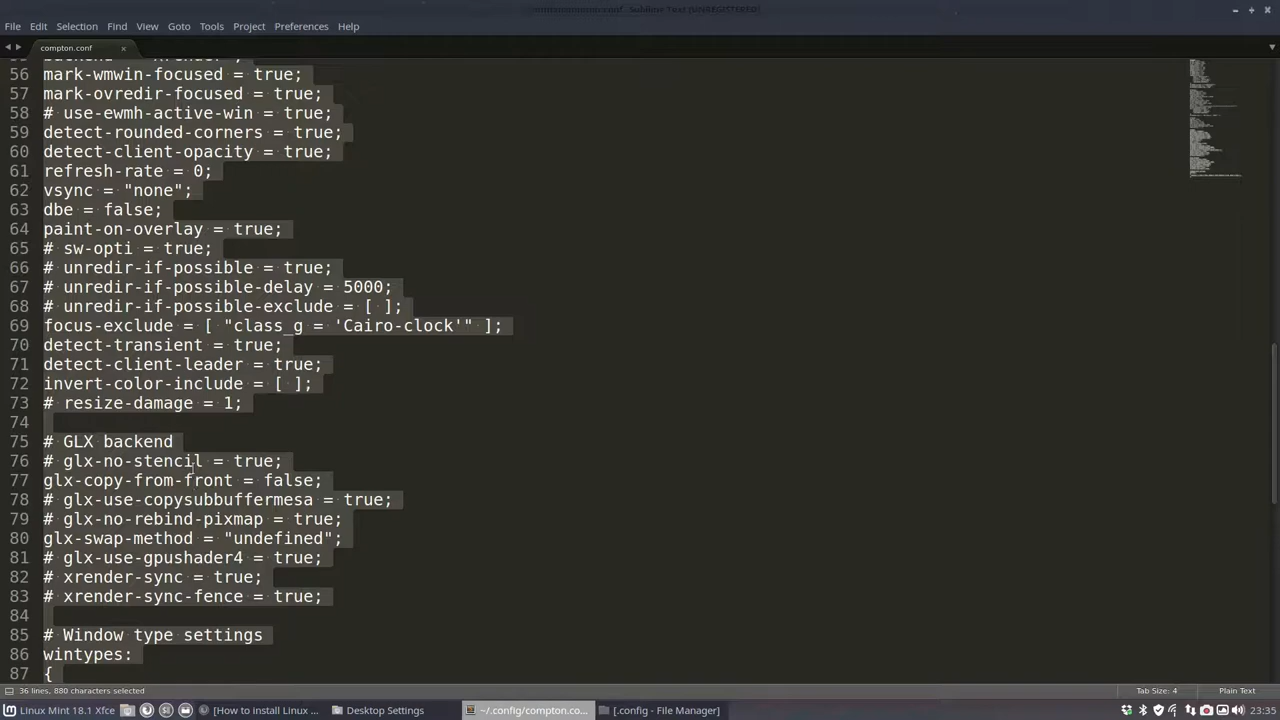 compton.conf - Sublime Text (UNREGISTERED)
File Edit Selection Find View Goto Tools Project Preferences Help
compton.conf ×
56 mark-wmwin-focused = true;
57 mark-ovredir-focused = true;
58 # use-ewmh-active-win = true;
59 detect-rounded-corners = true;
60 detect-client-opacity = true;
61 refresh-rate = 0;
62 vsync = "none";
63 dbe = false;
64 paint-on-overlay = true;
65 # sw-opti = true;
66 # unredir-if-possible = true;
67 # unredir-if-possible-delay = 5000;
68 # unredir-if-possible-exclude = [ ];
69 focus-exclude = [ "class_g = 'Cairo-clock'" ];
70 detect-transient = true;
71 detect-client-leader = true;
72 invert-color-include = [ ];
73 # resize-damage = 1;
74
75 # GLX backend
76 # glx-no-stencil = true;
77 glx-copy-from-front = false;
78 # glx-use-copysubbuffermesa = true;
79 # glx-no-rebind-pixmap = true;
80 glx-swap-method = "undefined";
81 # glx-use-gpushader4 = true;
82 # xrender-sync = true;
83 # xrender-sync-fence = true;
84
85 # Window type settings
86 wintypes:
87 {
36 lines, 880 characters selected Tab Size: 4 Plain Text
Linux Mint 18.1 Xfce [How to install Linux ... Desktop Settings ~/.config/compton.co... [.config - File Manager] 23:35